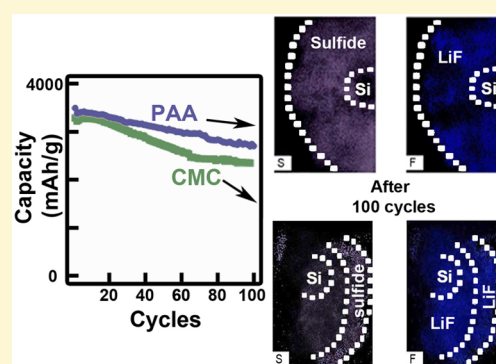 4000
Capacity
(mAh/g)
0
PAA
CMC
20 40 60 80 100
Cycles
Sulfide
Si
S
LiF
Si
F
After
100 cycles
Si
sulfide
S
Si
LiF
LiF
F